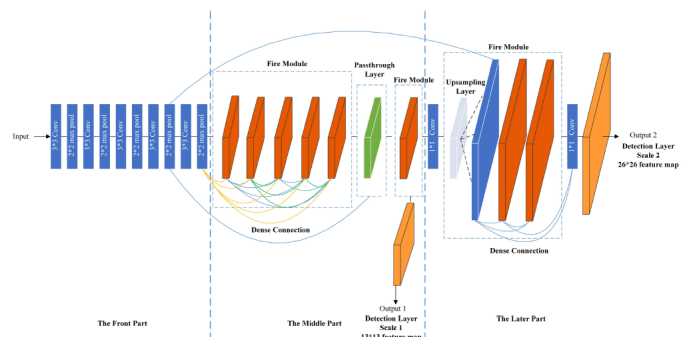 Input
3*3 Conv
2*2 max pool
3*3 Conv
2*2 max pool
3*3 Conv
2*2 max pool
3*3 Conv
2*2 max pool
3*3 Conv
2*2 max pool
Fire Module
Dense Connection
Passthrough
Layer
Fire Module
Output 1
Detection Layer
Scale 1
13*13 feature map
1*1 Conv
Fire Module
Upsampling
Layer
Dense Connection
1*1 Conv
Output 2
Detection Layer
Scale 2
26*26 feature map
The Front Part
The Middle Part
The Later Part